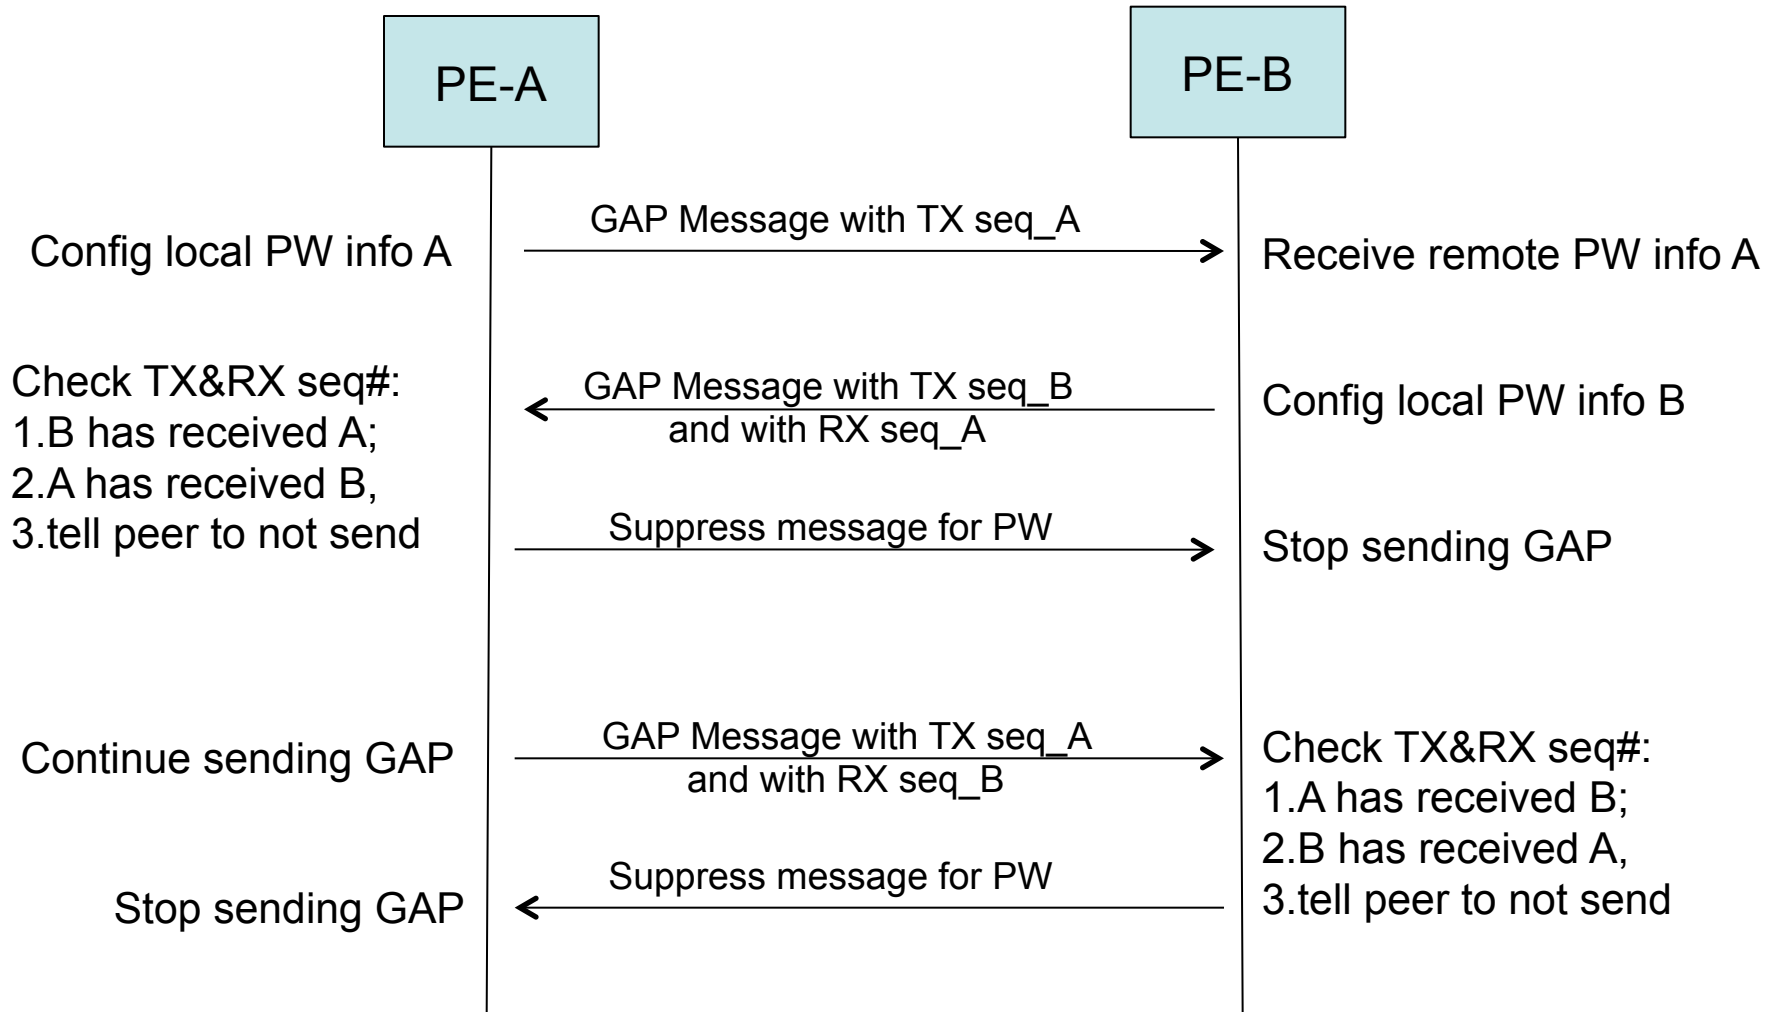 PE-A
PE-B
GAP Message with TX seq_A
Config local PW info A
Receive remote PW info A
Check TX&RX seq#:
1.B has received A;
2.A has received B,
3.tell peer to not send
GAP Message with TX seq_B
and with RX seq_A
Config local PW info B
Suppress message for PW
Stop sending GAP
Continue sending GAP
GAP Message with TX seq_A
and with RX seq_B
Check TX&RX seq#:
1.A has received B;
2.B has received A,
3.tell peer to not send
Suppress message for PW
Stop sending GAP